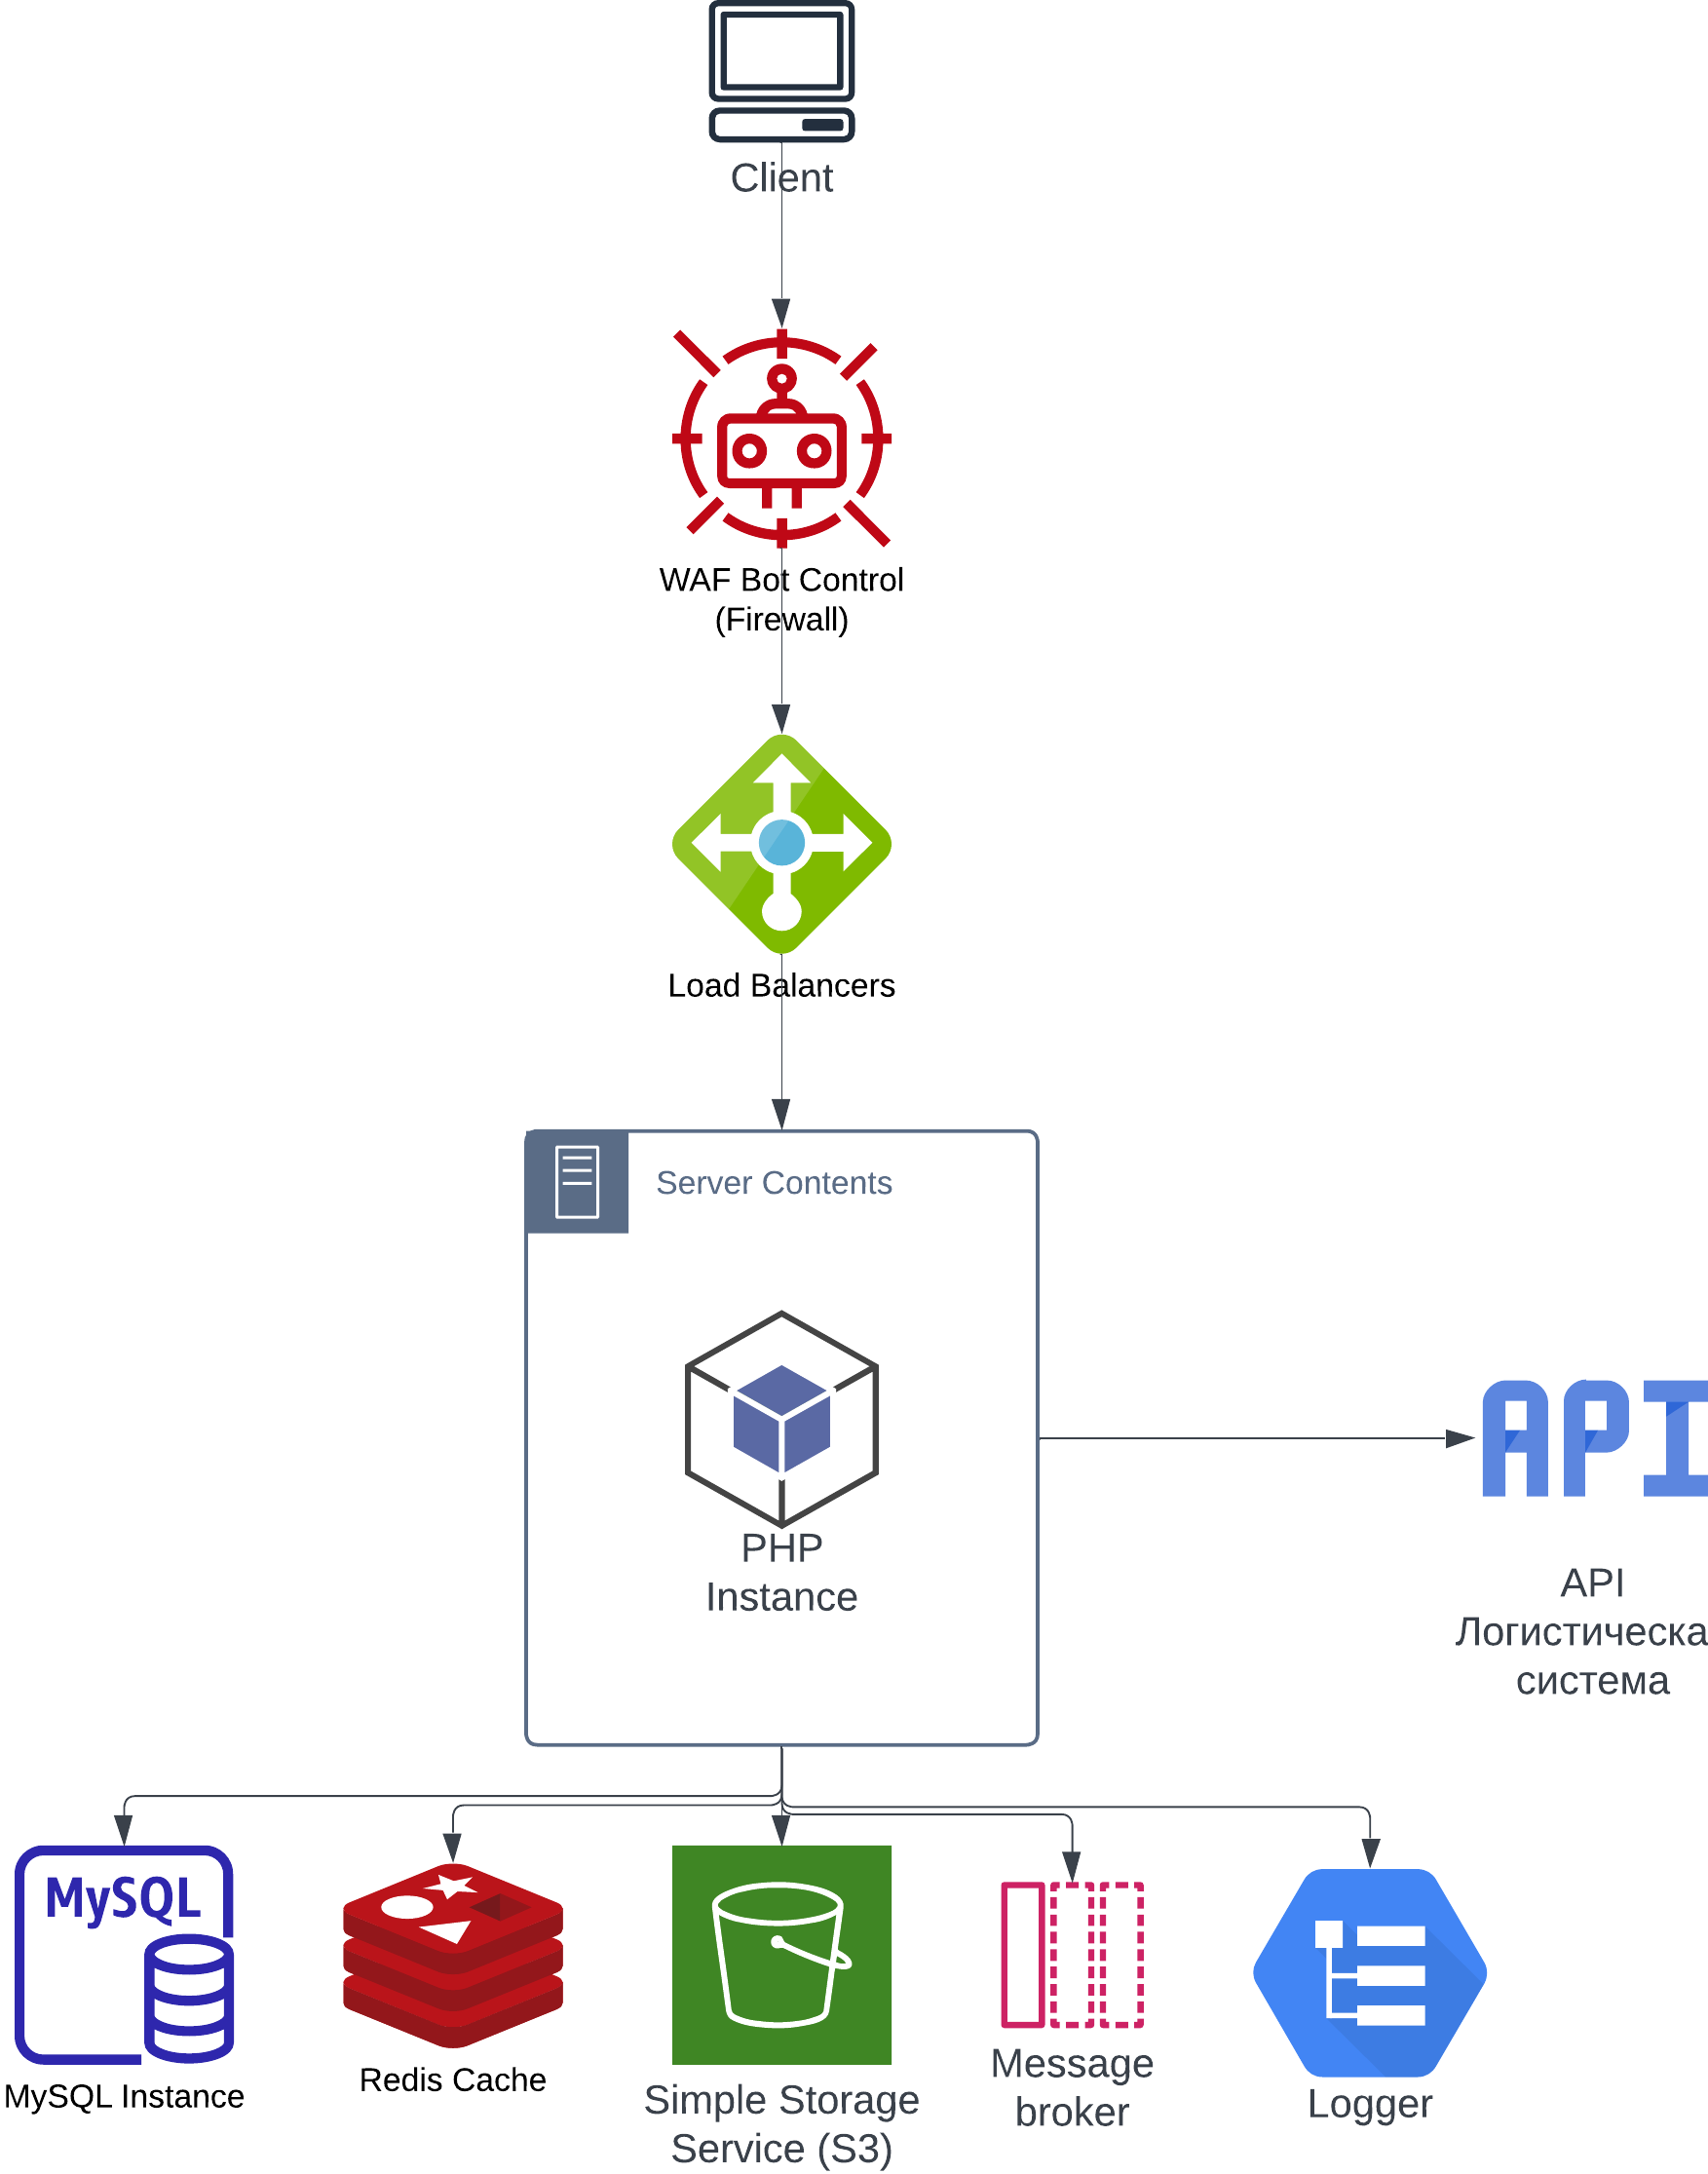 Client
WAF Bot Control
(Firewall)
Load Balancers
Server Contents
PHP
Instance
API
API
Логистическа
система
MySQL
MySQL Instance
Redis Cache
Simple Storage
Service (S3)
Message
broker
Logger